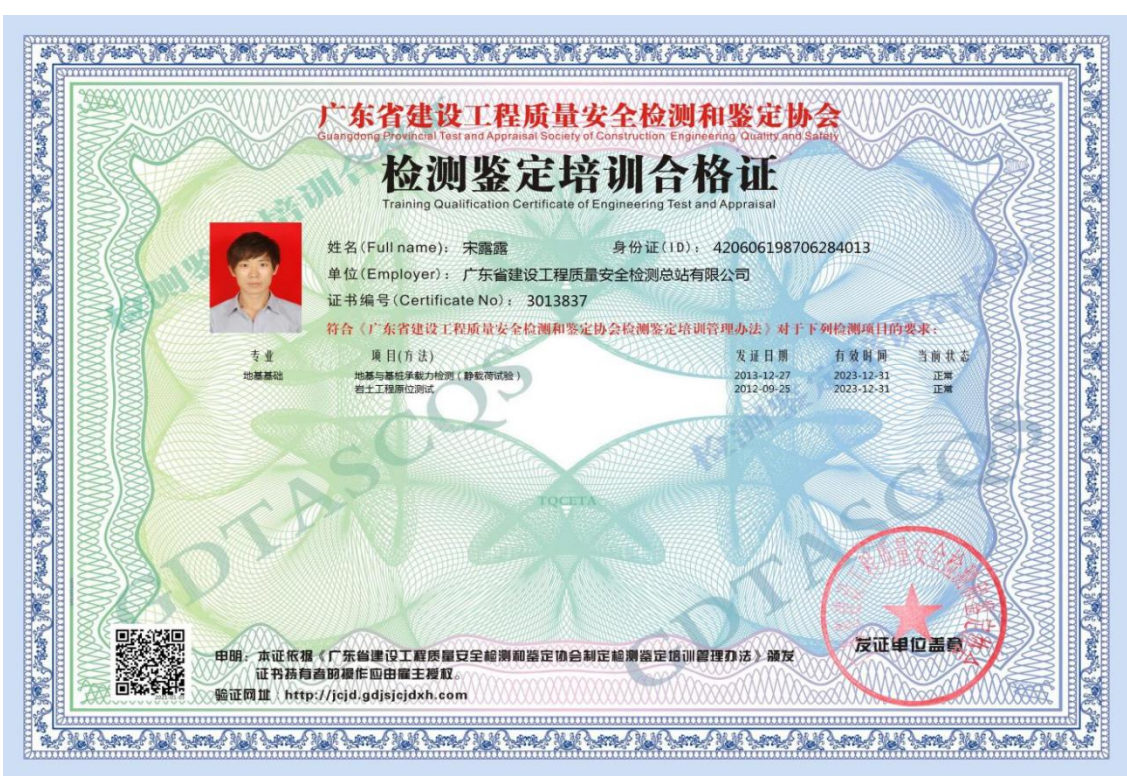 广东省建设工程质量安全检测和鉴定协会
Guangdong Provincial Test and Appraisal Society of Construction Engineering Quality and Safety
检测鉴定培训合格证
Training Qualification Certificate of Engineering Test and Appraisal
姓名(Full name)： 宋露露 身份证(ID)： 420606198706284013
单位(Employer)： 广东省建设工程质量安全检测总站有限公司
证书编号(Certificate No)： 3013837
符合《广东省建设工程质量安全检测和鉴定协会检测鉴定培训管理办法》对于下列检测项目的要求：
专业 项目(方法) 发证日期 有效时间 当前状态
地基基础 地基与基桩承载力检测(静载荷试验) 2013-12-27 2023-12-31 正常
岩土工程原位测试 2012-09-25 2023-12-31 正常
TQCETA
GDTASCQS
GDTASCQS
发证单位盖章
申明：本证依据《广东省建设工程质量安全检测和鉴定协会制定检测鉴定培训管理办法》颁发
证书持有者的操作应由雇主授权。
验证网址 http://jcjd.gdjsjcjdxh.com